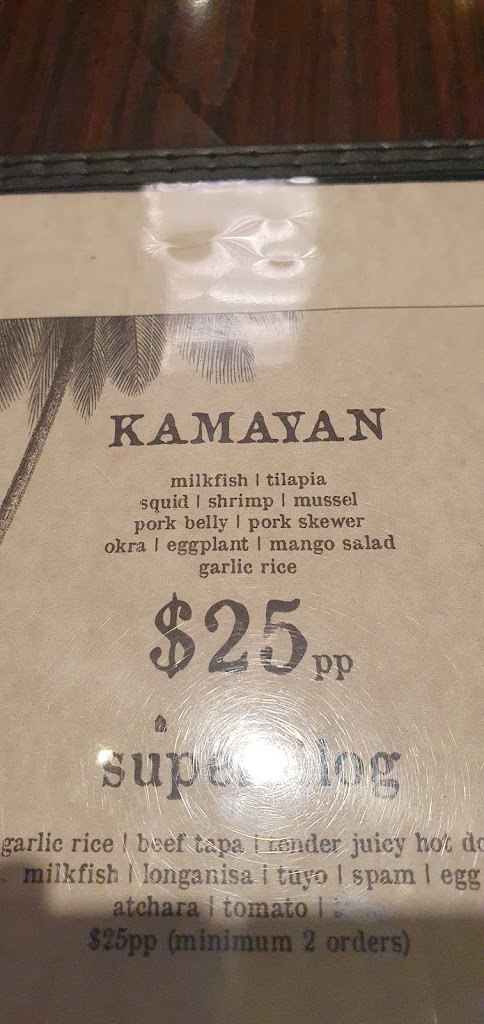 KAMAYAN
milkfish | tilapia
squid | shrimp | mussel
pork belly | pork skewer
okra | eggplant | mango salad
garlic rice
$25pp
garlic rice | beef tapa | tender juicy hot
milkfish | longanisa | tuyo | spam | egg
atchara | tomato |
$25pp (minimum 2 orders)